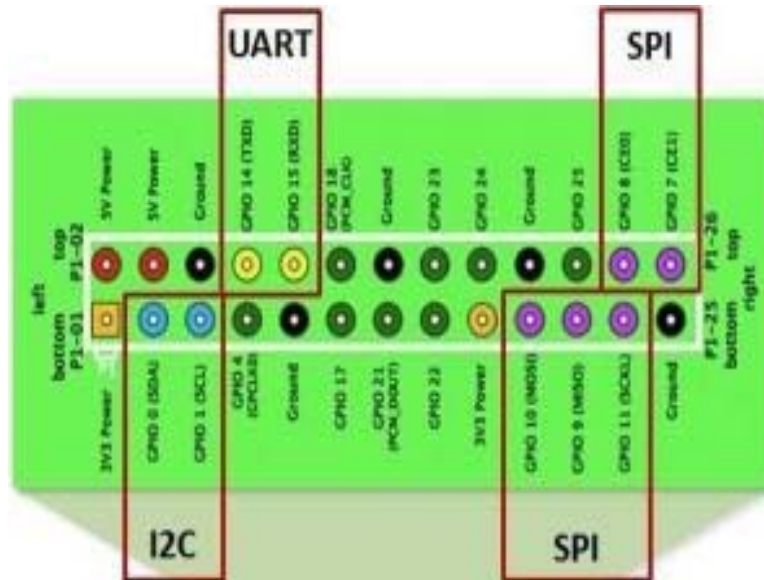 UART
SPI
5V Power
5V Power
Ground
GPIO 14 (TXD)
GPIO 15 (RXD)
GPIO 18
(PCM_CLK)
Ground
GPIO 23
GPIO 24
Ground
GPIO 25
GPIO 8 (CE0)
GPIO 7 (CE1)
left
top
P1-02
P1-26
top
bottom
P1-01
P1-25
bottom
right
3V3 Power
GPIO 0 (SDA)
GPIO 1 (SCL)
GPIO 4
(GPCLK0)
Ground
GPIO 17
GPIO 21
(PCM_DOUT)
GPIO 22
3V3 Power
GPIO 10 (MOSI)
GPIO 9 (MISO)
GPIO 11 (SCKL)
Ground
I2C
SPI